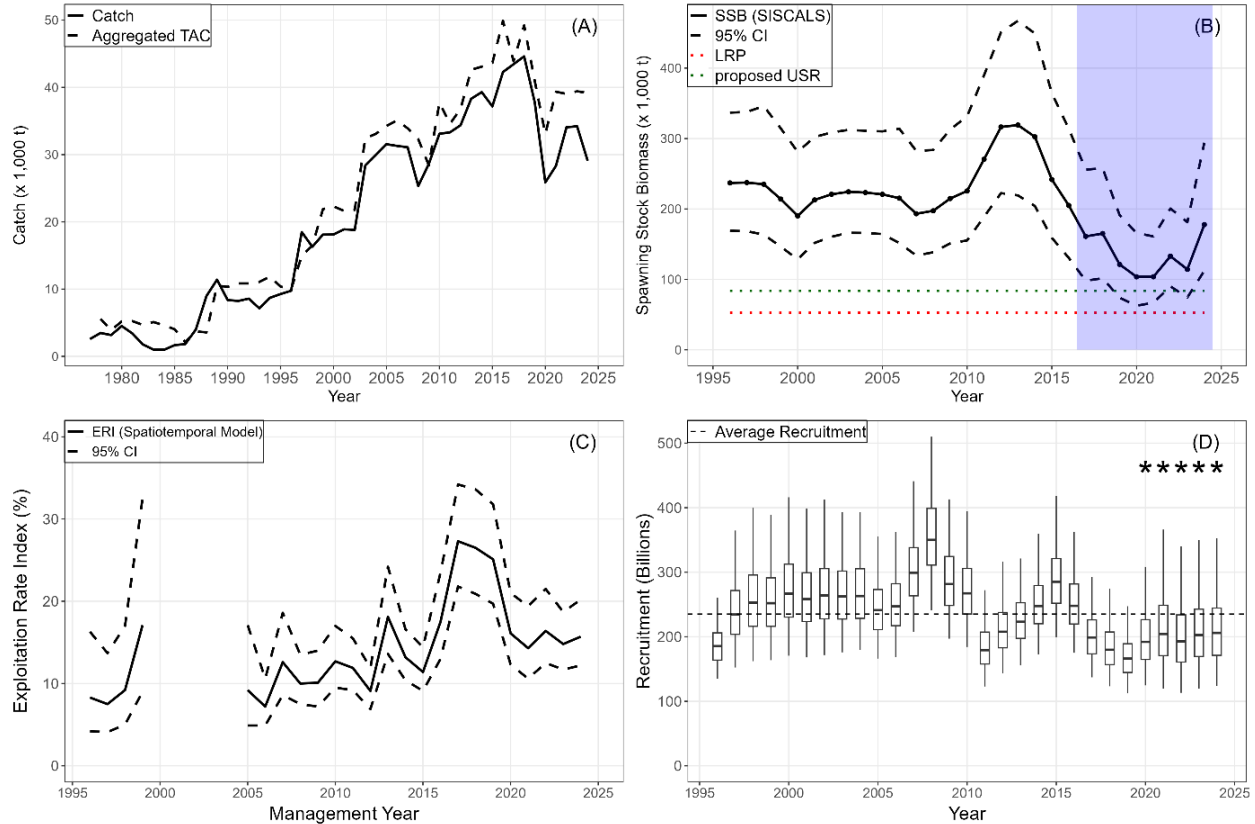 Catch
Aggregated TAC
(A)
50
40
30
20
10
0
Catch (x 1,000 t)
1980 1985 1990 1995 2000 2005 2010 2015 2020 2025
Year
SSB (SISCALS)
95% CI
LRP
proposed USR
(B)
400
300
200
100
0
Spawning Stock Biomass (x 1,000 t)
1995 2000 2005 2010 2015 2020 2025
Year
ERI (Spatiotemporal Model)
95% CI
(C)
40
30
20
10
0
Exploitation Rate Index (%)
1995 2000 2005 2010 2015 2020 2025
Management Year
Average Recruitment
(D)
*****
500
400
300
200
100
0
Recruitment (Billions)
1995 2000 2005 2010 2015 2020 2025
Year